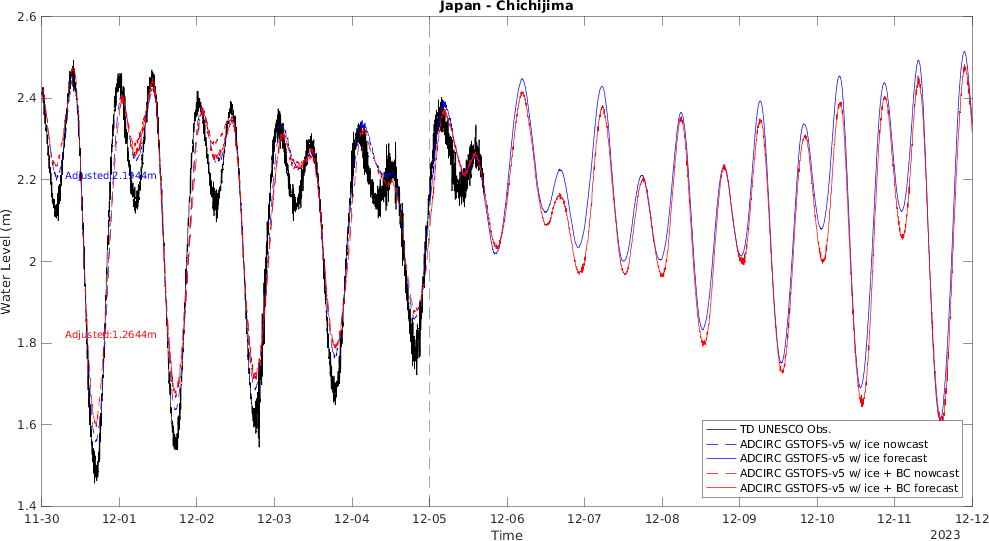 Japan - Chichijima
2.6
2.4
2.2
2
1.8
1.6
1.4
Water Level (m)
Adjusted:2.1944m
Adjusted:1.2644m
TD UNESCO Obs.
ADCIRC GSTOFS-v5 w/ ice nowcast
ADCIRC GSTOFS-v5 w/ ice forecast
ADCIRC GSTOFS-v5 w/ ice + BC nowcast
ADCIRC GSTOFS-v5 w/ ice + BC forecast
11-30 12-01 12-02 12-03 12-04 12-05 12-06 12-07 12-08 12-09 12-10 12-11 12-12
Time
2023